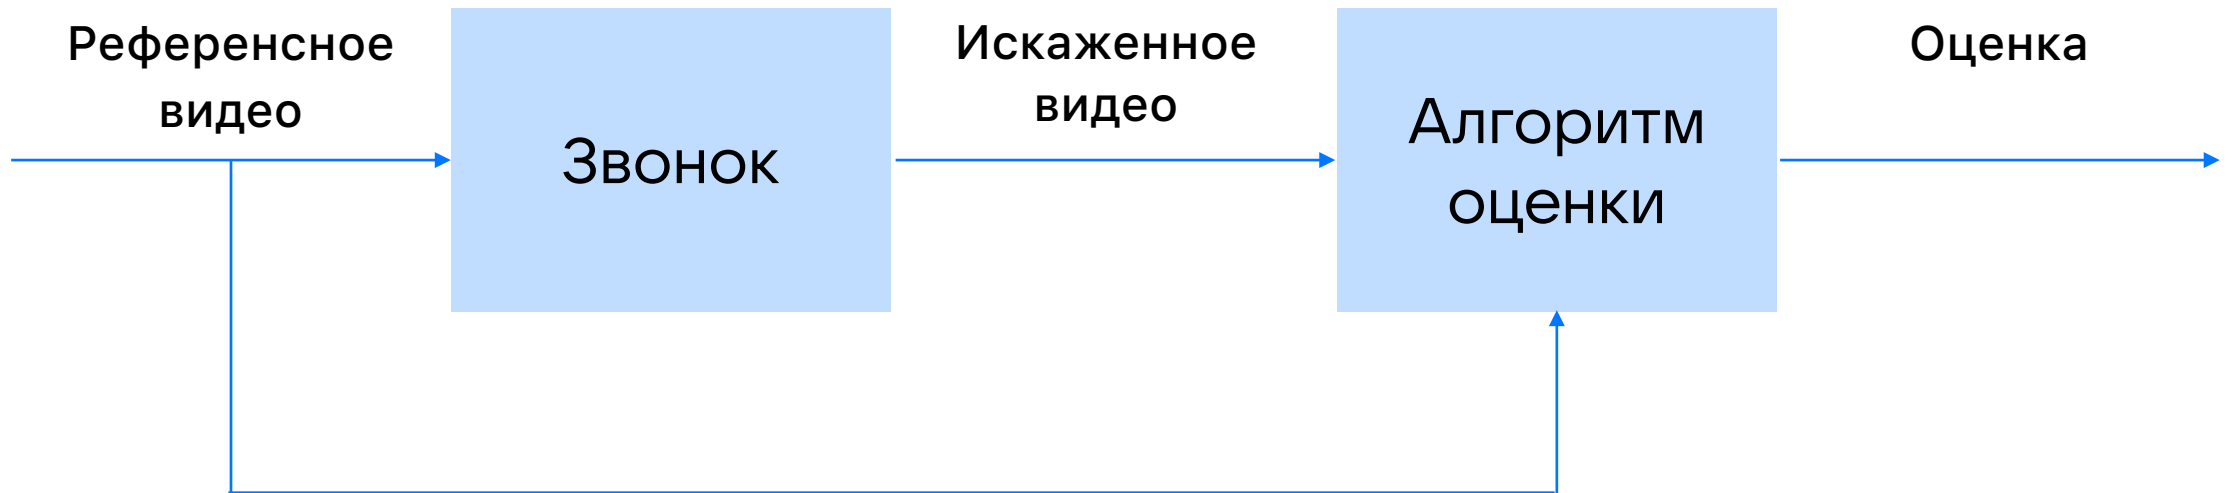 Референсное
видео
Звонок
Искаженное
видео
Алгоритм
оценки
Оценка